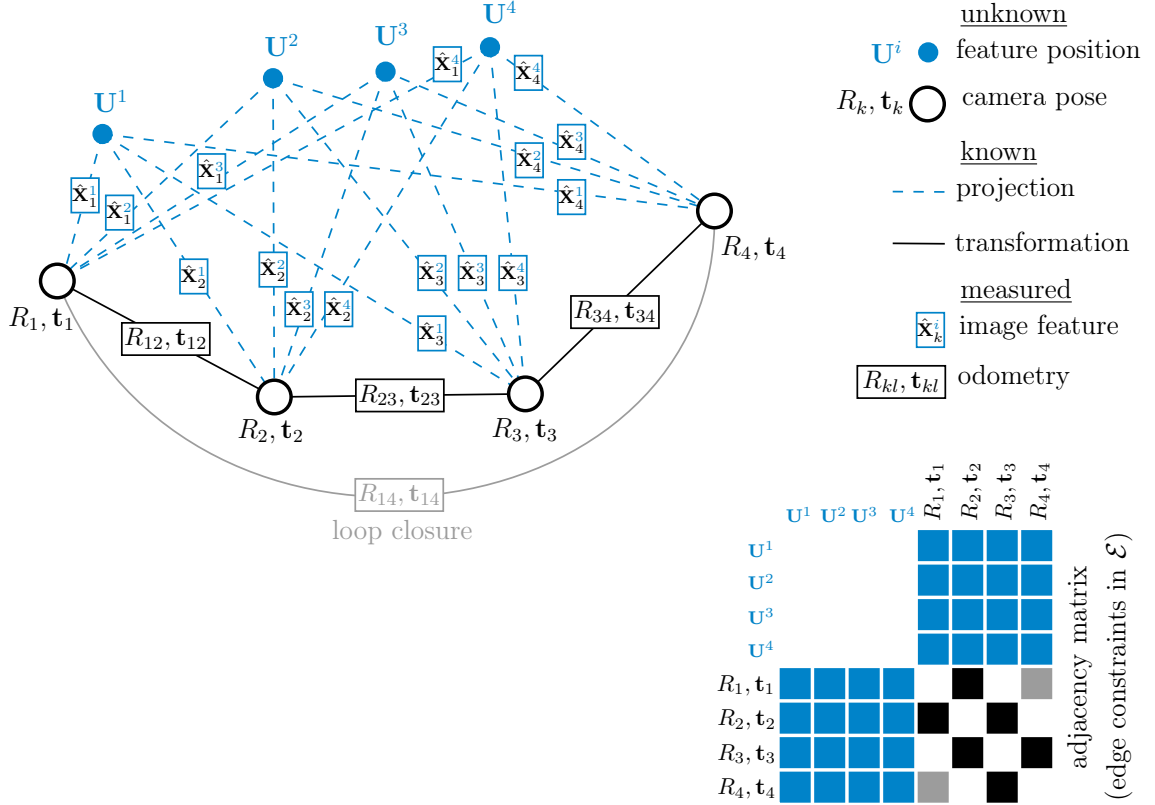 U⁴
U³
U²
U¹
X̂₁⁴
X̂₄⁴
X̂₄³
X̂₄²
X̂₁³
X̂₁¹
X̂₁²
X̂₄¹
X̂₂¹
X̂₂²
X̂₃²
X̂₃³
X̂₃⁴
X̂₂³
X̂₂⁴
X̂₃¹
R₁, t₁
R₁₂, t₁₂
R₂, t₂
R₂₃, t₂₃
R₃, t₃
R₃₄, t₃₄
R₄, t₄
R₁₄, t₁₄
loop closure
unknown
Uⁱ feature position
Rₖ, tₖ camera pose
known
projection
transformation
measured
X̂ₖⁱ image feature
Rₖₗ, tₖₗ odometry
U¹ U² U³ U⁴ R₁, t₁ R₂, t₂ R₃, t₃ R₄, t₄
U¹
U²
U³
U⁴
R₁, t₁
R₂, t₂
R₃, t₃
R₄, t₄
adjacency matrix
(edge constraints in ℰ)